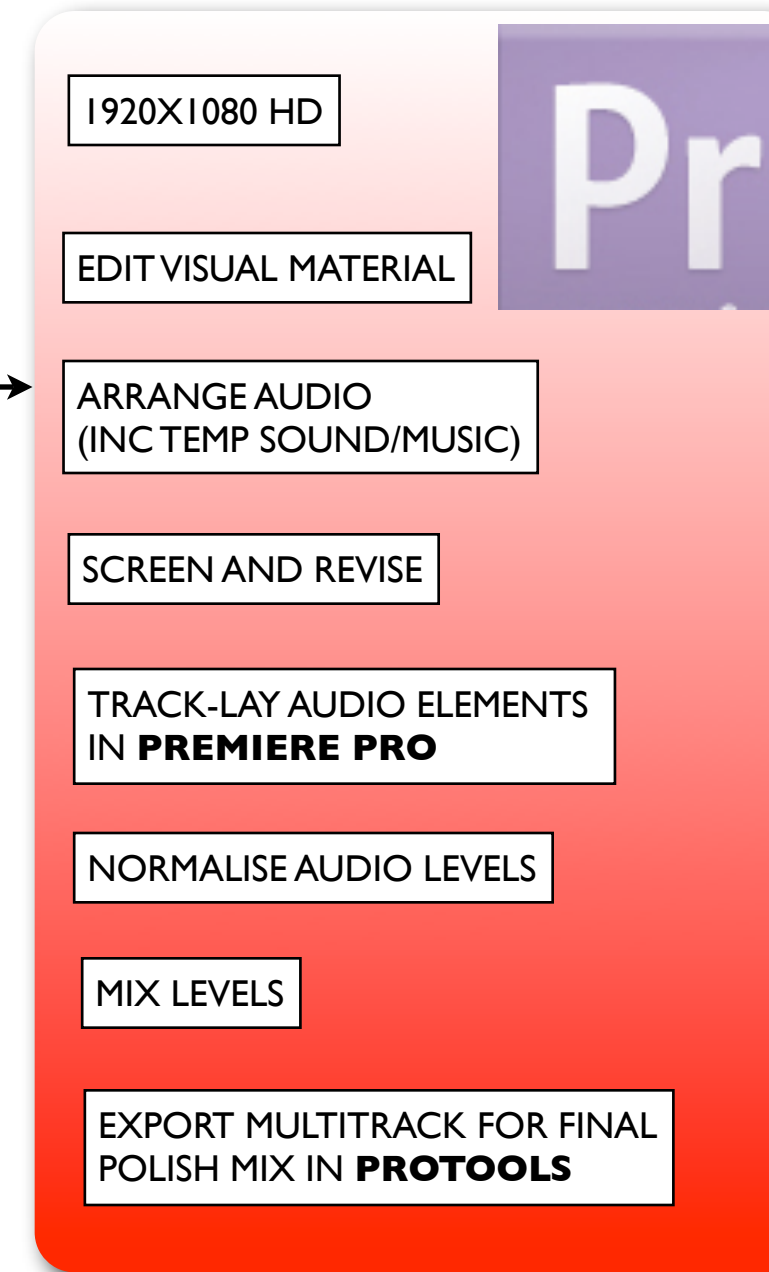 1920X1080 HD
Pr
EDIT VISUAL MATERIAL
ARRANGE AUDIO
(INC TEMP SOUND/MUSIC)
SCREEN AND REVISE
TRACK-LAY AUDIO ELEMENTS
IN PREMIERE PRO
NORMALISE AUDIO LEVELS
MIX LEVELS
EXPORT MULTITRACK FOR FINAL
POLISH MIX IN PROTOOLS